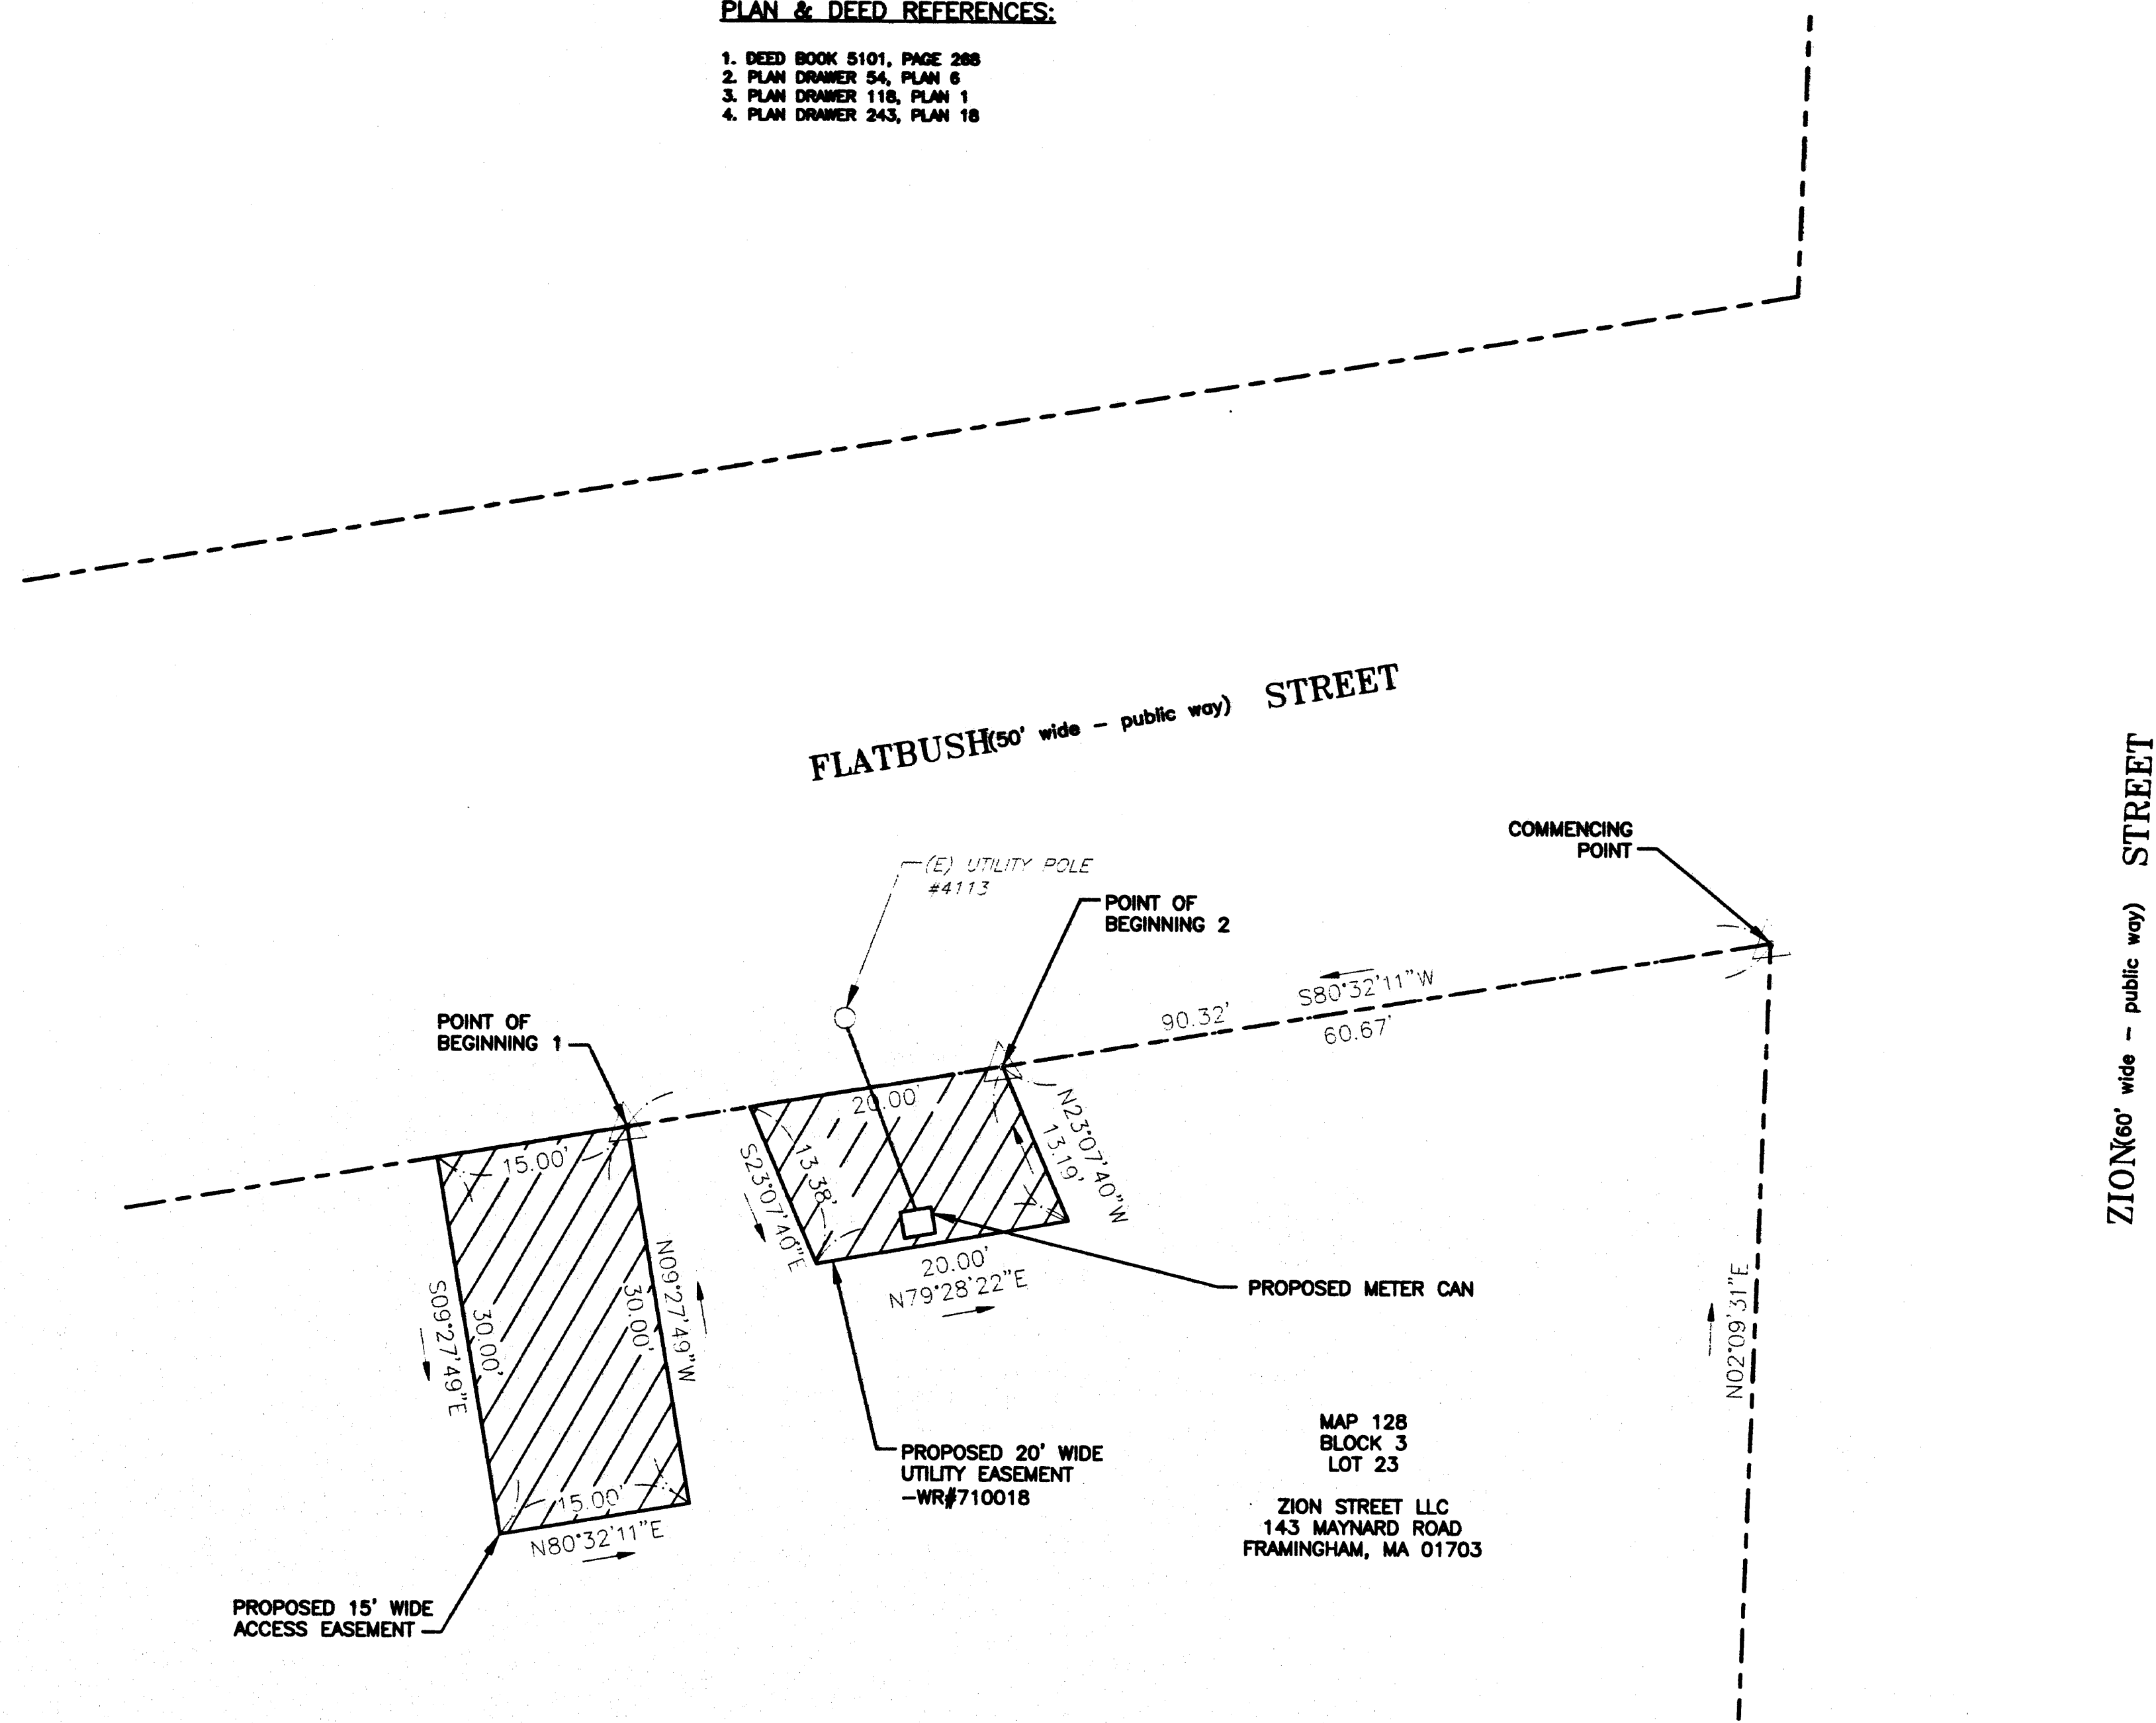 PLAN & DEED REFERENCES:
1. DEED BOOK 5101, PAGE 268
2. PLAN DRAWER 54, PLAN 6
3. PLAN DRAWER 118, PLAN 1
4. PLAN DRAWER 243, PLAN 18
FLATBUSH (50' wide - public way) STREET
ZION (60' wide - public way) STREET
COMMENCING
POINT
(E) UTILITY POLE
#4113
POINT OF
BEGINNING 2
S80°32'11"W
90.32'
60.67'
POINT OF
BEGINNING 1
20.00'
N23°07'40"W
13.19'
S23°07'40"E
13.38'
15.00'
20.00'
N79°28'22"E
PROPOSED METER CAN
S09°27'49"E
30.00'
30.00'
N09°27'49"W
N02°09'31"E
15.00'
N80°32'11"E
PROPOSED 20' WIDE
UTILITY EASEMENT
-WR#710018
MAP 128
BLOCK 3
LOT 23
ZION STREET LLC
143 MAYNARD ROAD
FRAMINGHAM, MA 01703
PROPOSED 15' WIDE
ACCESS EASEMENT